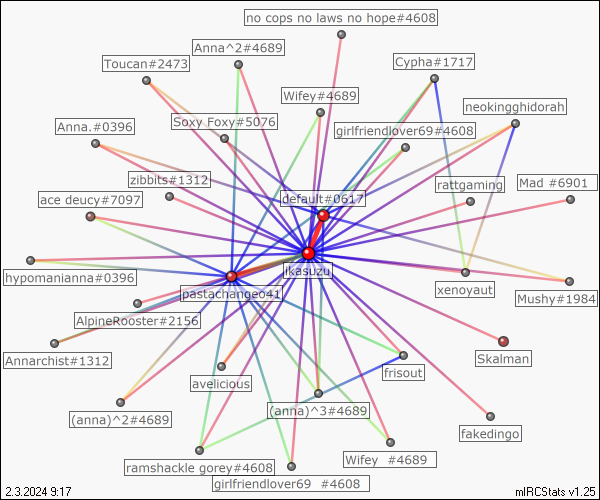 no cops no laws no hope#4608
Anna^2#4689
Toucan#2473
Cypha#1717
Wifey#4689
neokingghidorah
Soxy Foxy#5076
Anna.#0396
girlfriendlover69#4608
zibbits#1312
rattgaming
Mad #6901
ace deucy#7097
default#0617
ikasuzu
hypomanianna#0396
pastachangeo41
xenoyaut
Mushy#1984
AlpineRooster#2156
Annarchist#1312
Skalman
frisout
avelicious
(anna)^3#4689
(anna)^2#4689
fakedingo
Wifey #4689
ramshackle gorey#4608
girlfriendlover69 #4608
2.3.2024 9:17
mIRCStats v1.25